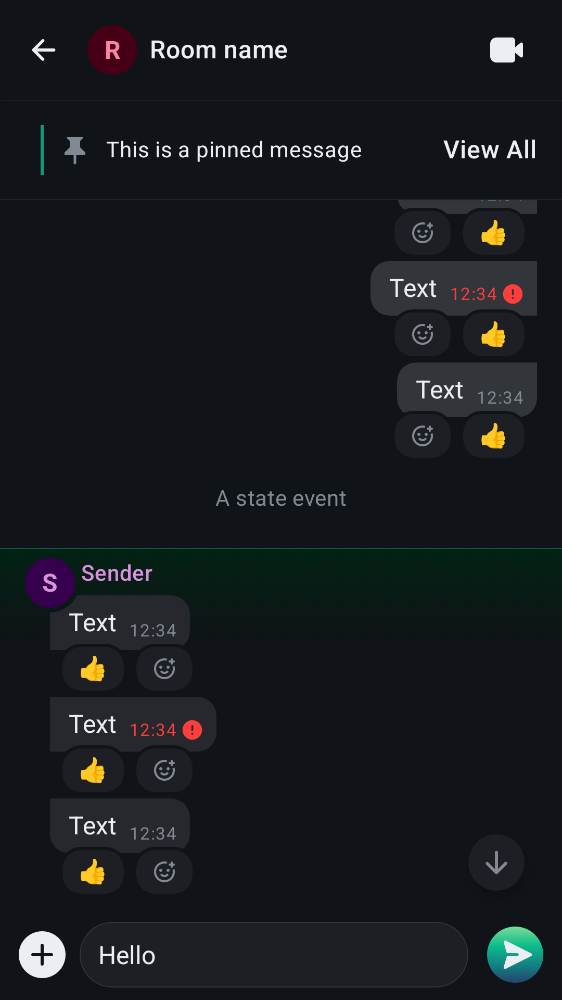 R Room name
This is a pinned message View All
Text 12:34
Text 12:34
A state event
S Sender
Text 12:34
Text 12:34
Text 12:34
Hello